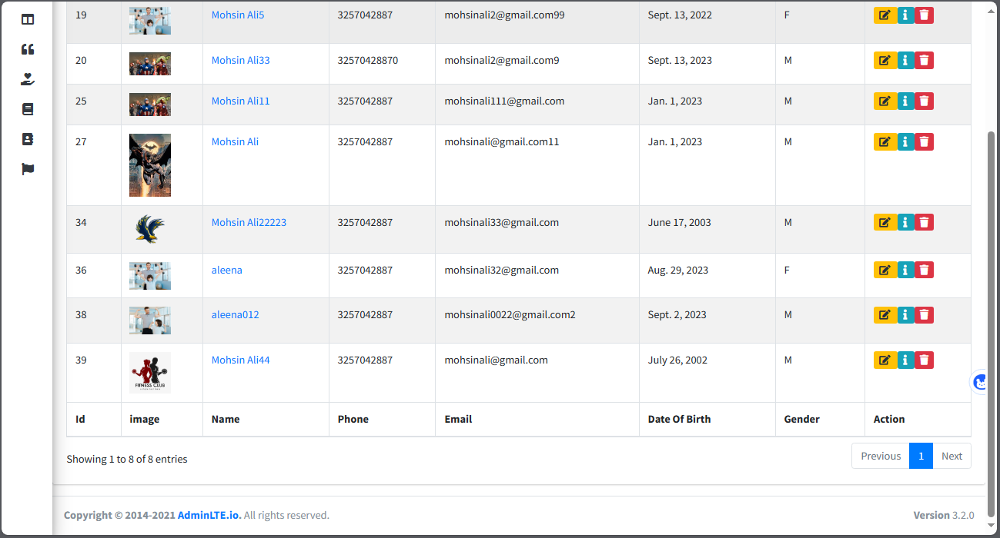 19 Mohsin Ali5 3257042887 mohsinali2@gmail.com99 Sept. 13, 2022 F
20 Mohsin Ali33 32570428870 mohsinali2@gmail.com9 Sept. 13, 2023 M
25 Mohsin Ali11 3257042887 mohsinali111@gmail.com Jan. 1, 2023 M
27 Mohsin Ali 3257042887 mohsinali@gmail.com11 Jan. 1, 2023 M
34 Mohsin Ali22223 3257042887 mohsinali33@gmail.com June 17, 2003 M
36 aleena 3257042887 mohsinali32@gmail.com Aug. 29, 2023 F
38 aleena012 3257042887 mohsinali0022@gmail.com2 Sept. 2, 2023 M
39 Mohsin Ali44 3257042887 mohsinali@gmail.com July 26, 2002 M
FITNESS CLUB
Id image Name Phone Email Date Of Birth Gender Action
Showing 1 to 8 of 8 entries Previous 1 Next
Copyright © 2014-2021 AdminLTE.io. All rights reserved. Version 3.2.0